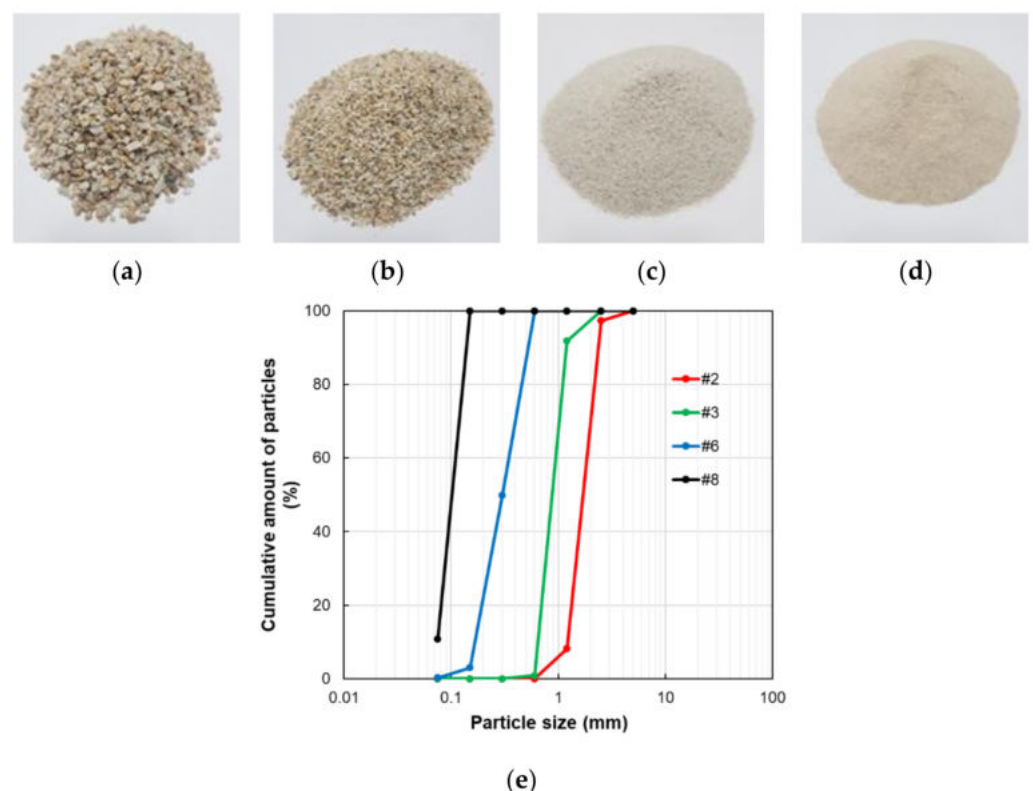 (a) (b) (c) (d)
100
80
60
40
20
0
Cumulative amount of particles
(%)
#2
#3
#6
#8
0.01 0.1 1 10 100
Particle size (mm)
(e)